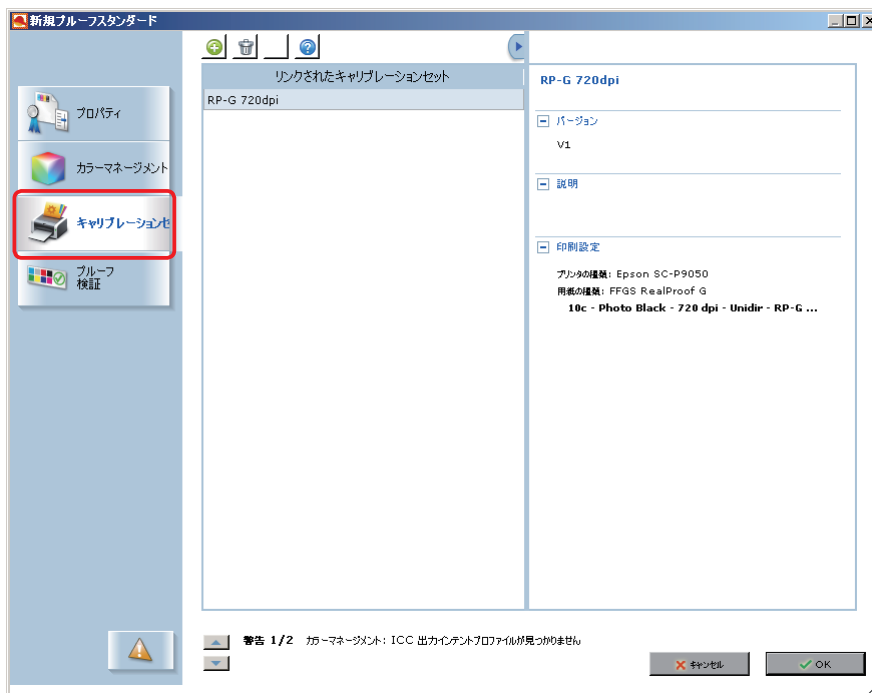 新規プルーフスタンダード
プロパティ
カラーマネージメント
キャリブレーションセ
プルーフ
検証
リンクされたキャリブレーションセット
RP-G 720dpi
RP-G 720dpi
バージョン
V1
説明
印刷設定
プリンタの種類: Epson SC-P9050
用紙の種類: FFGS RealProof G
10c - Photo Black - 720 dpi - Unidir - RP-G ...
警告 1/2 カラーマネージメント: ICC 出力インテントプロファイルが見つかりません
キャンセル
OK